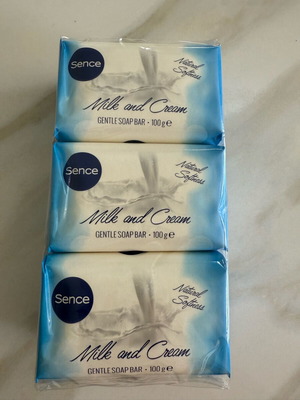 Sence
Natural
Softness
Milk and Cream
GENTLE SOAP BAR • 100 g e
Sence
Natural
Softness
Milk and Cream
GENTLE SOAP BAR • 100 g e
Sence
Natural
Softness
Milk and Cream
GENTLE SOAP BAR • 100 g e